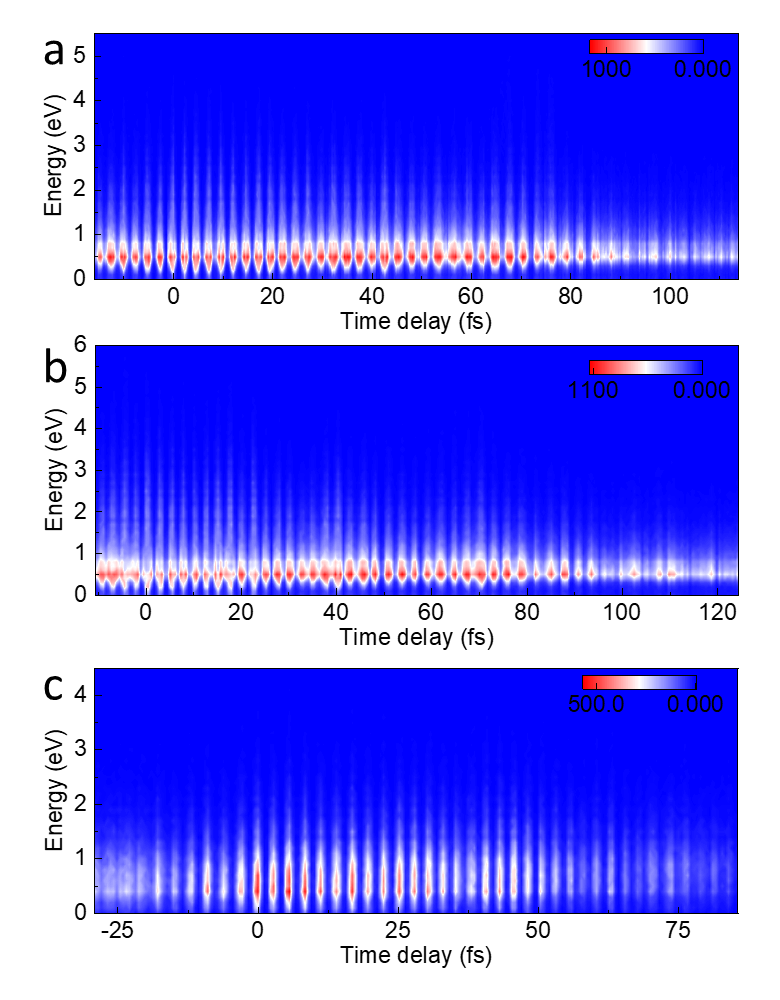 a
5
4
3
2
1
0
Energy (eV)
1000 0.000
0 20 40 60 80 100
Time delay (fs)
b
6
5
4
3
2
1
0
Energy (eV)
1100 0.000
0 20 40 60 80 100 120
Time delay (fs)
c
4
3
2
1
0
Energy (eV)
500.0 0.000
-25 0 25 50 75
Time delay (fs)